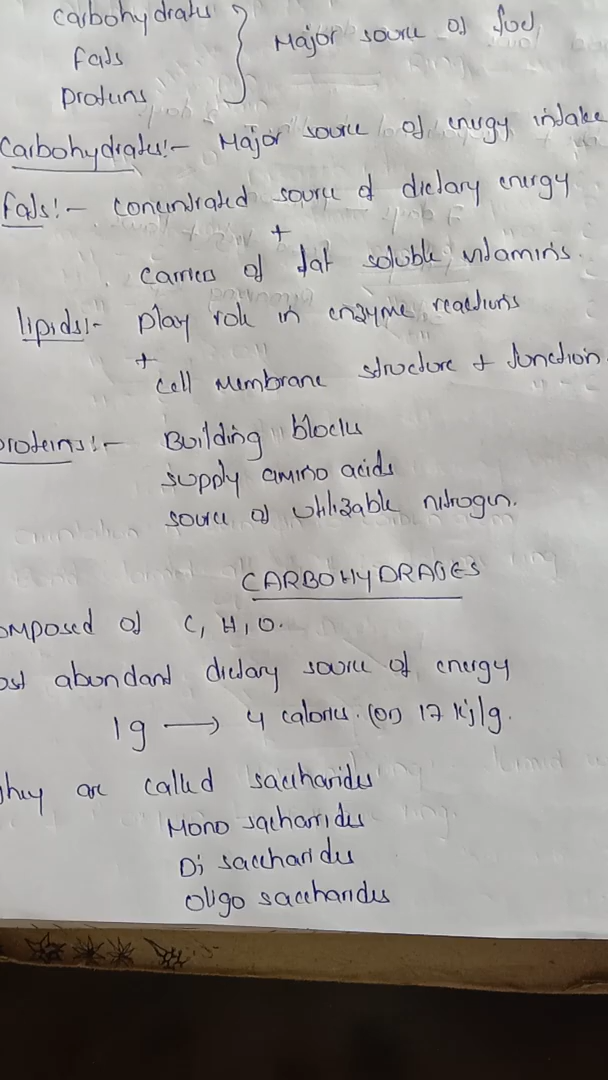 Carbohydrates
Fats
Proteins } Major source of fuel
Carbohydrates:- Major source of energy intake
Fats:- Concentrated source of dietary energy
+
carries of fat soluble vitamins.
lipids:- play role in enzyme reactions
+
cell Membrane structure + function.
proteins:- Building blocks
supply amino acids
source of utilizable nitrogen.
CARBOHYDRAGES
omposed of C, H, O.
ost abundant dietary source of energy
1g → 4 calories. (or) 17 kj/g.
hey are called saccharides
Mono saccharides
Di saccharides
Oligo saccharides